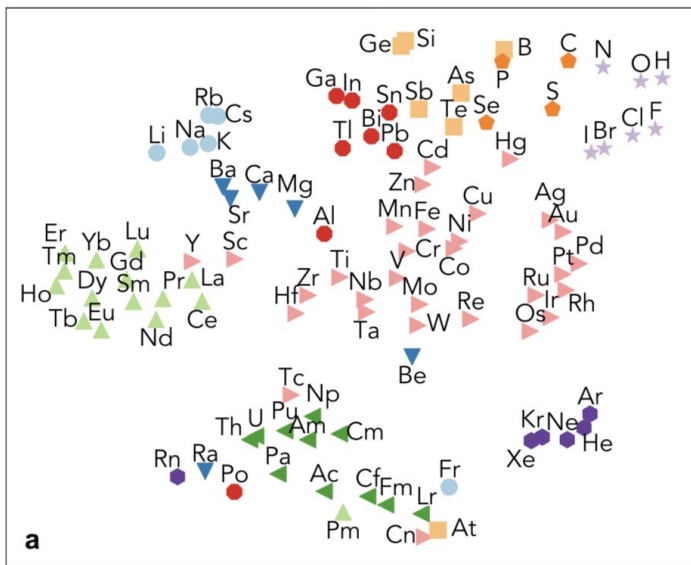 Ge Si B C N O H
P
Ga In Sn Sb As Se S
Rb Cs
Li Na K Tl Bi Pb Te I Br Cl F
Cd Hg
Ba Ca Mg Zn
Sr Al Mn Fe Cu Ag
Ni Au
Er Yb Lu Y Sc Cr Co Pd
Tm Gd Ti V Pt
Ho Dy Sm Pr La Zr Nb Mo Ru Ir Rh
Hf Re
Tb Eu Nd Ce Ta W Os
Be
Tc
Pu Np Ar
Th U Am Cm Kr Ne He
Rn Ra Pa Xe
Po Ac Cf Fm Fr
Lr
Pm Cn At
a